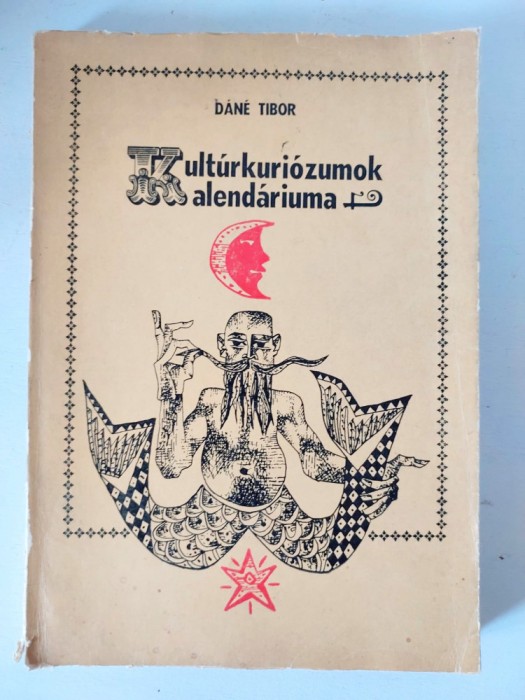 DÁNÉ TIBOR
Kultúrkuriózumok
Kalendáriuma